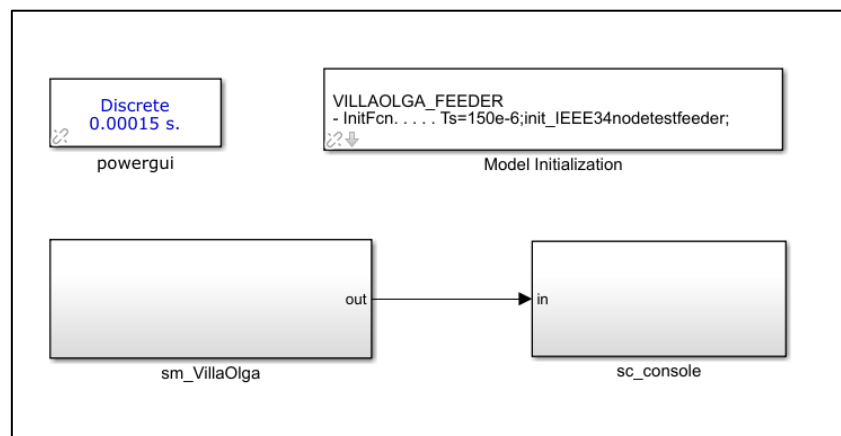 Discrete
0.00015 s.
powergui
VILLAOLGA_FEEDER
- InitFcn. . . . . Ts=150e-6;init_IEEE34nodetestfeeder;
Model Initialization
out
sm_VillaOlga
in
sc_console